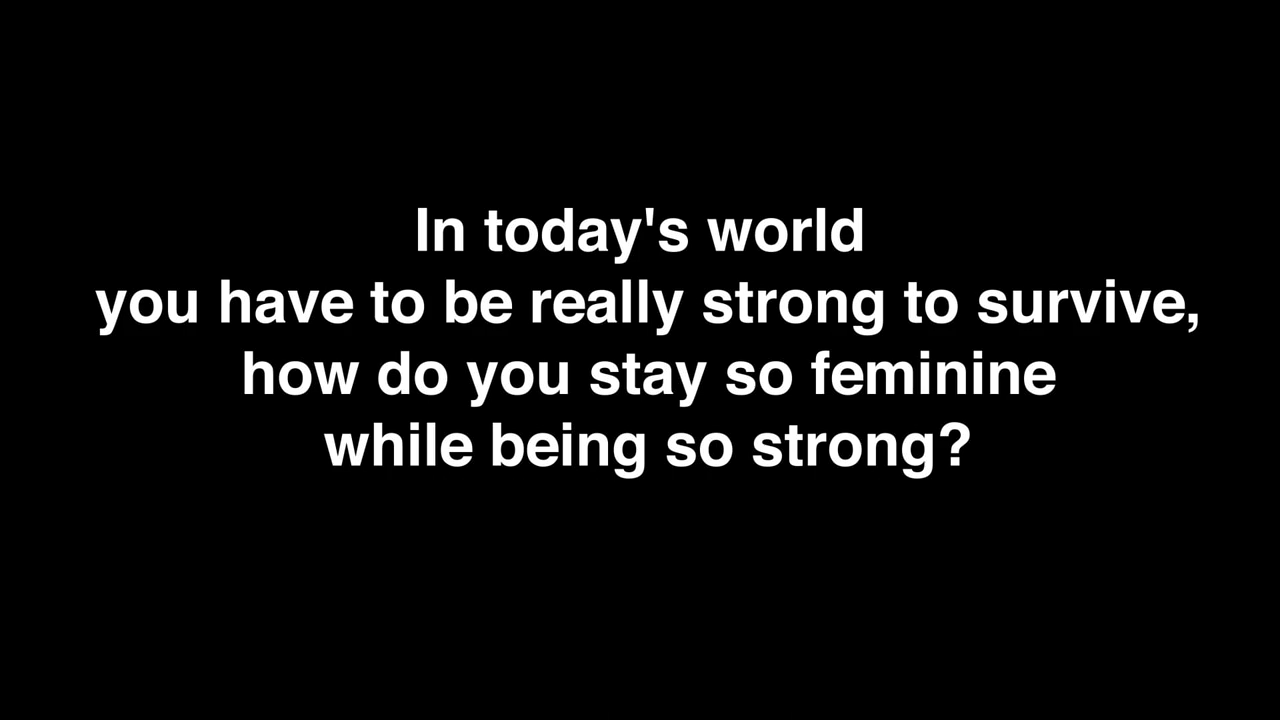 In today's world
you have to be really strong to survive,
how do you stay so feminine
while being so strong?